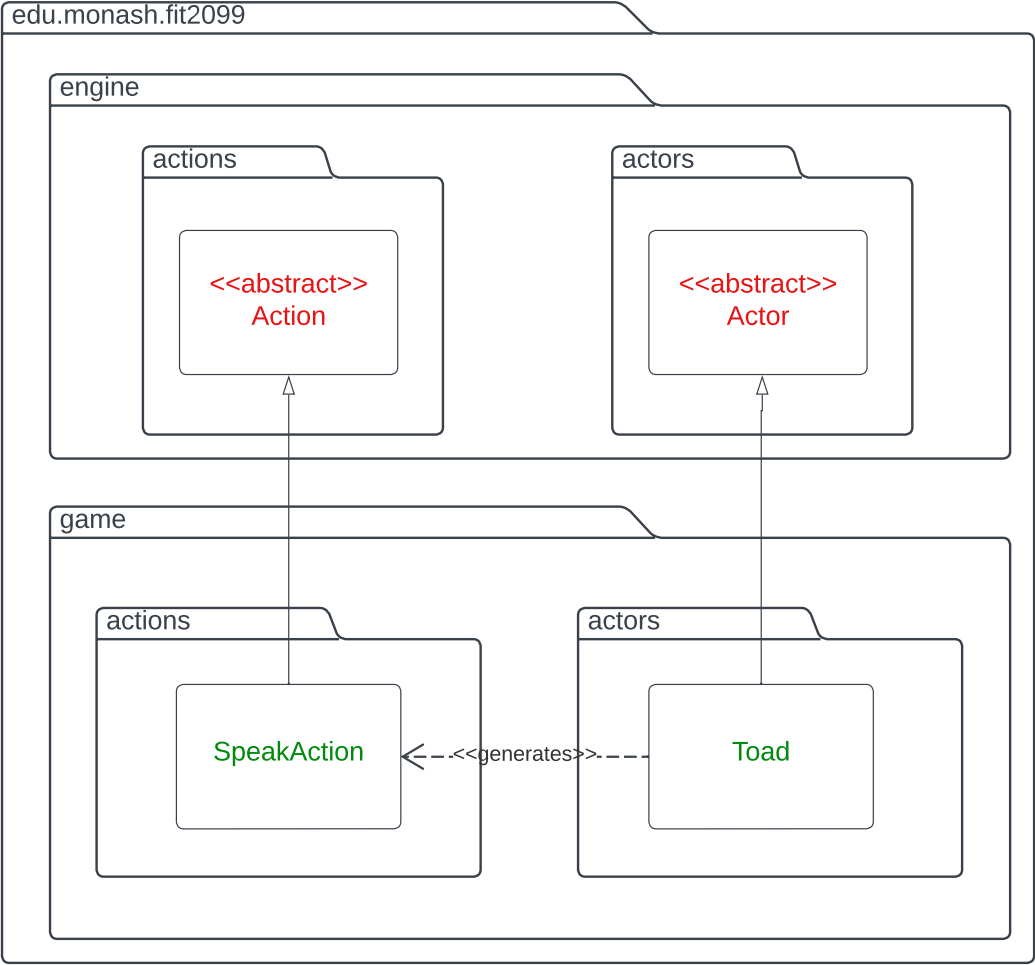 edu.monash.fit2099
engine
actions
actors
<<abstract>>
Action
<<abstract>>
Actor
game
actions
actors
SpeakAction
<<generates>>
Toad